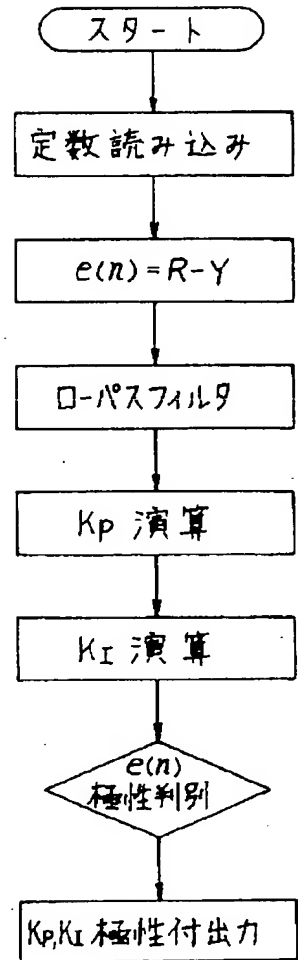 スタート
定数読み込み
e(n)=R-Y
ローパスフィルタ
KP 演算
KI 演算
e(n)
極性判別
KP,KI 極性付出力